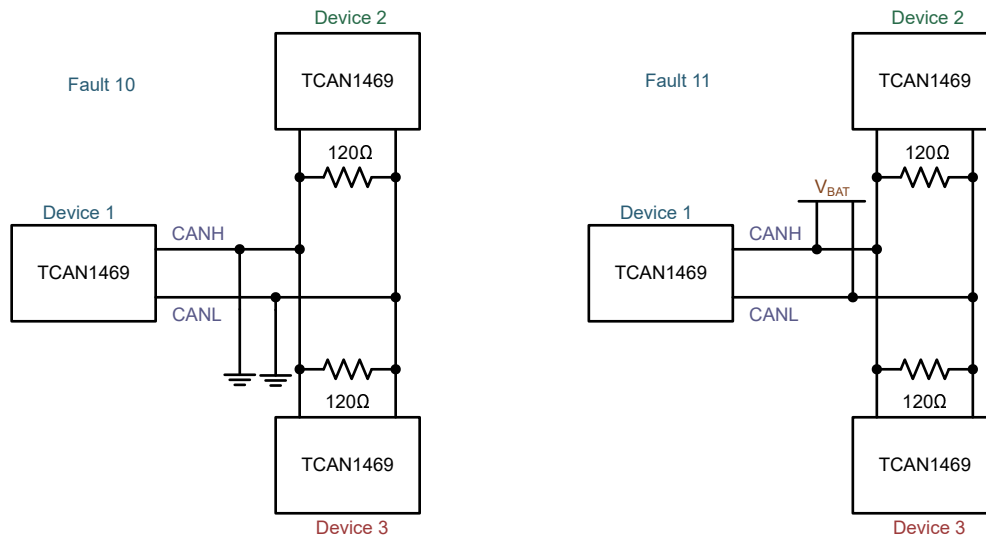 Device 2
TCAN1469
Fault 10
120Ω
Device 1
CANH
TCAN1469
CANL
120Ω
TCAN1469
Device 3
Device 2
TCAN1469
Fault 11
120Ω
VBAT
Device 1
CANH
TCAN1469
CANL
120Ω
TCAN1469
Device 3